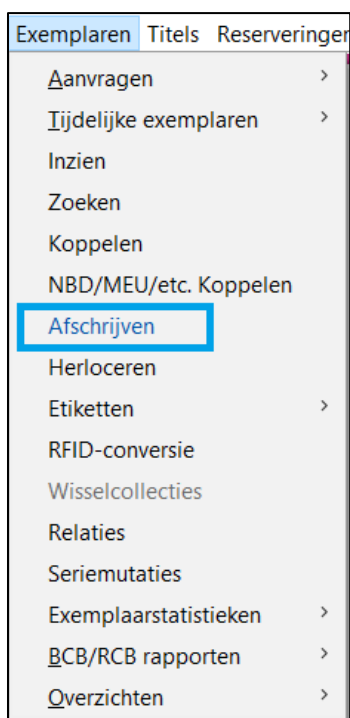 Exemplaren Titels Reserveringen
Aanvragen
Tijdelijke exemplaren
Inzien
Zoeken
Koppelen
NBD/MEU/etc. Koppelen
Afschrijven
Herloceren
Etiketten
RFID-conversie
Wisselcollecties
Relaties
Seriemutaties
Exemplaarstatistieken
BCB/RCB rapporten
Overzichten